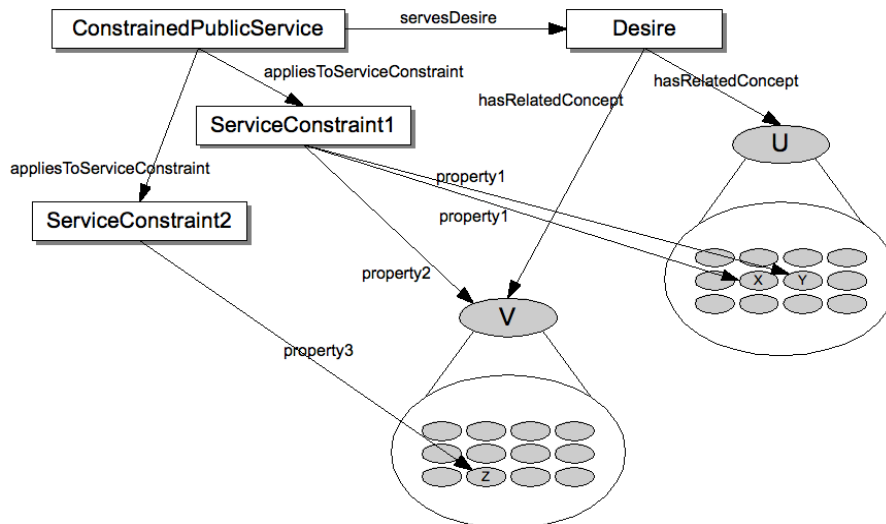 ConstrainedPublicService
servesDesire
Desire
appliesToServiceConstraint
hasRelatedConcept
hasRelatedConcept
ServiceConstraint1
U
appliesToServiceConstraint
property1
property1
ServiceConstraint2
property2
X
Y
V
property3
Z